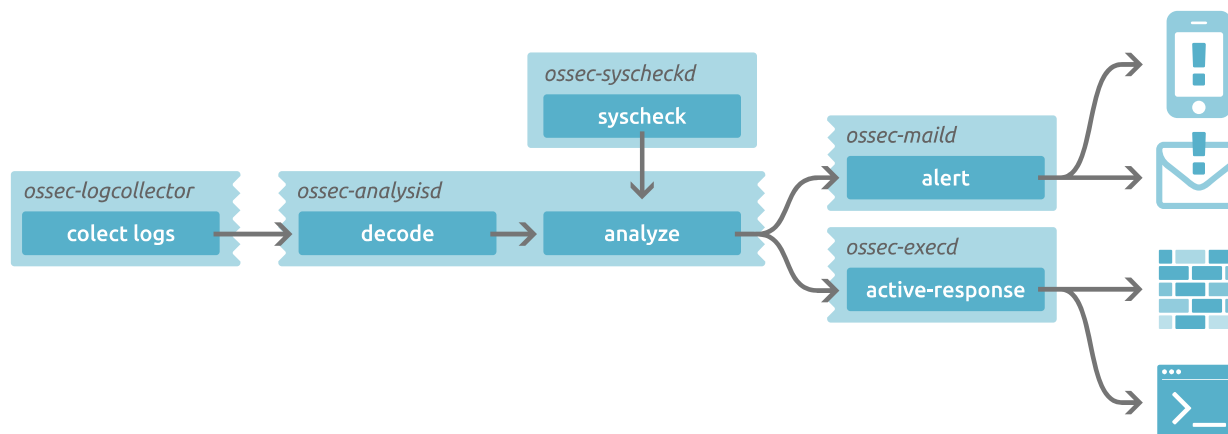 ossec-syscheckd
syscheck
ossec-maild
alert
ossec-logcollector
colect logs
ossec-analysisd
decode
analyze
ossec-execd
active-response